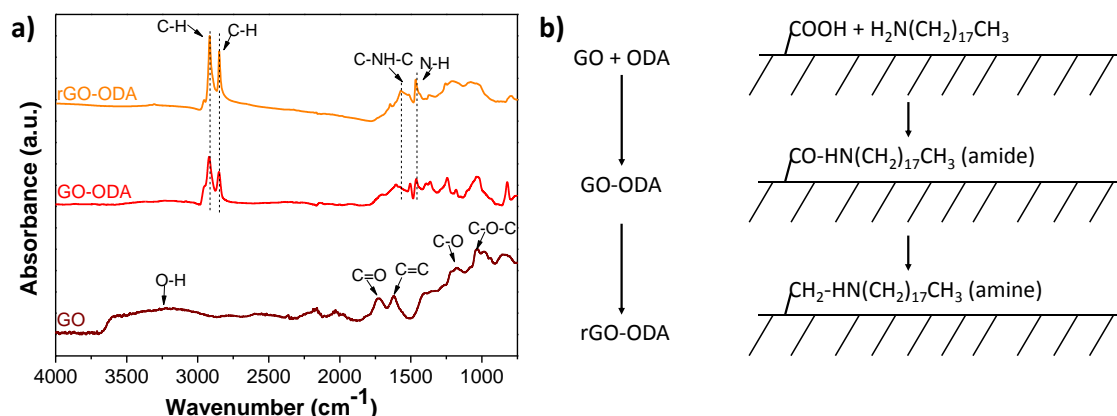 a)
C-H
C-H
C-NH-C
N-H
rGO-ODA
GO-ODA
C-O
C-O-C
C=O
C=C
O-H
GO
Absorbance (a.u.)
4000 3500 3000 2500 2000 1500 1000
Wavenumber (cm⁻¹)
b)
GO + ODA
GO-ODA
rGO-ODA
COOH + H₂N(CH₂)₁₇CH₃
CO-HN(CH₂)₁₇CH₃ (amide)
CH₂-HN(CH₂)₁₇CH₃ (amine)